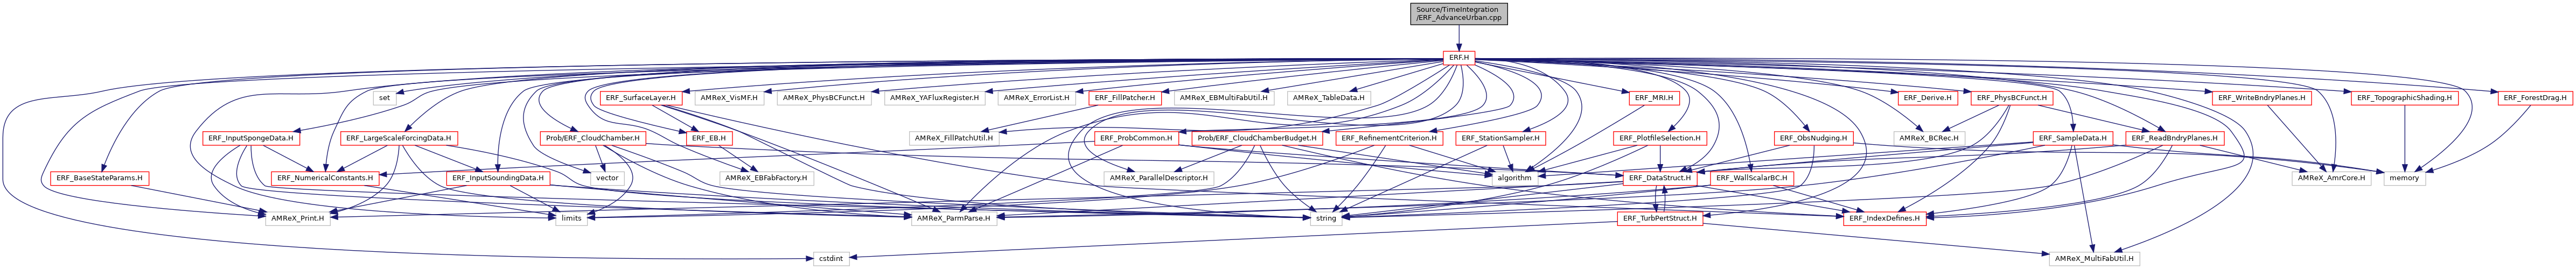 Source/TimeIntegration
/ERF_AdvanceUrban.cpp
ERF.H
set
ERF_SurfaceLayer.H
AMReX_VisMF.H
AMReX_PhysBCFunct.H
AMReX_YAFluxRegister.H
AMReX_ErrorList.H
ERF_FillPatcher.H
AMReX_EBMultiFabUtil.H
AMReX_TableData.H
ERF_MRI.H
ERF_Derive.H
ERF_PhysBCFunct.H
ERF_WriteBndryPlanes.H
ERF_TopographicShading.H
ERF_ForestDrag.H
ERF_InputSpongeData.H
ERF_LargeScaleForcingData.H
Prob/ERF_CloudChamber.H
ERF_EB.H
AMReX_FillPatchUtil.H
ERF_ProbCommon.H
Prob/ERF_CloudChamberBudget.H
ERF_RefinementCriterion.H
ERF_StationSampler.H
ERF_PlotfileSelection.H
ERF_ObsNudging.H
AMReX_BCRec.H
ERF_SampleData.H
ERF_ReadBndryPlanes.H
ERF_BaseStateParams.H
ERF_NumericalConstants.H
ERF_InputSoundingData.H
vector
AMReX_EBFabFactory.H
AMReX_ParallelDescriptor.H
algorithm
ERF_DataStruct.H
ERF_WallScalarBC.H
AMReX_AmrCore.H
memory
AMReX_Print.H
limits
AMReX_ParmParse.H
string
ERF_TurbPertStruct.H
ERF_IndexDefines.H
cstdint
AMReX_MultiFabUtil.H